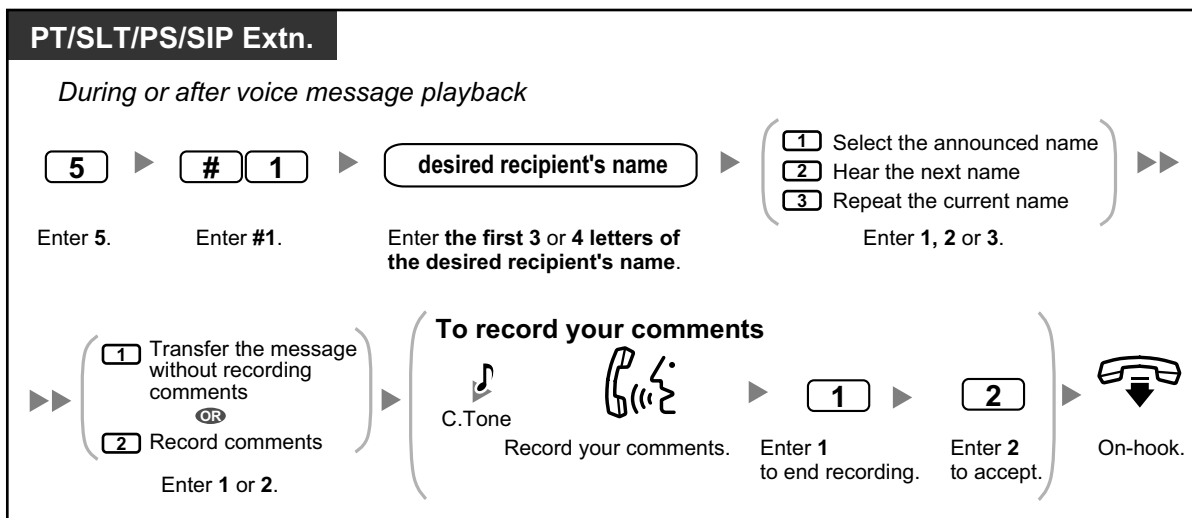 PT/SLT/PS/SIP Extn.
During or after voice message playback
5
# 1
desired recipient's name
1 Select the announced name
2 Hear the next name
3 Repeat the current name
Enter 5.
Enter #1.
Enter the first 3 or 4 letters of
the desired recipient's name.
Enter 1, 2 or 3.
1 Transfer the message
without recording
comments
OR
2 Record comments
Enter 1 or 2.
To record your comments
C.Tone
Record your comments.
1
Enter 1
to end recording.
2
Enter 2
to accept.
On-hook.